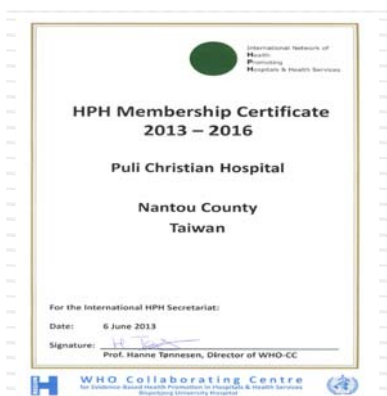 International Network of
Health
Promoting
Hospitals & Health Services
HPH Membership Certificate
2013 – 2016
Puli Christian Hospital
Nantou County
Taiwan
For the International HPH Secretariat:
Date: 6 June 2013
Signature:
Prof. Hanne Tønnesen, Director of WHO-CC
WHO Collaborating Centre
for Evidence-Based Health Promotion in Hospitals & Health Services
Bispebjerg University Hospital